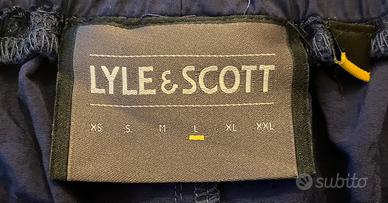 LYLE & SCOTT
XS S M L XL XXL
subito